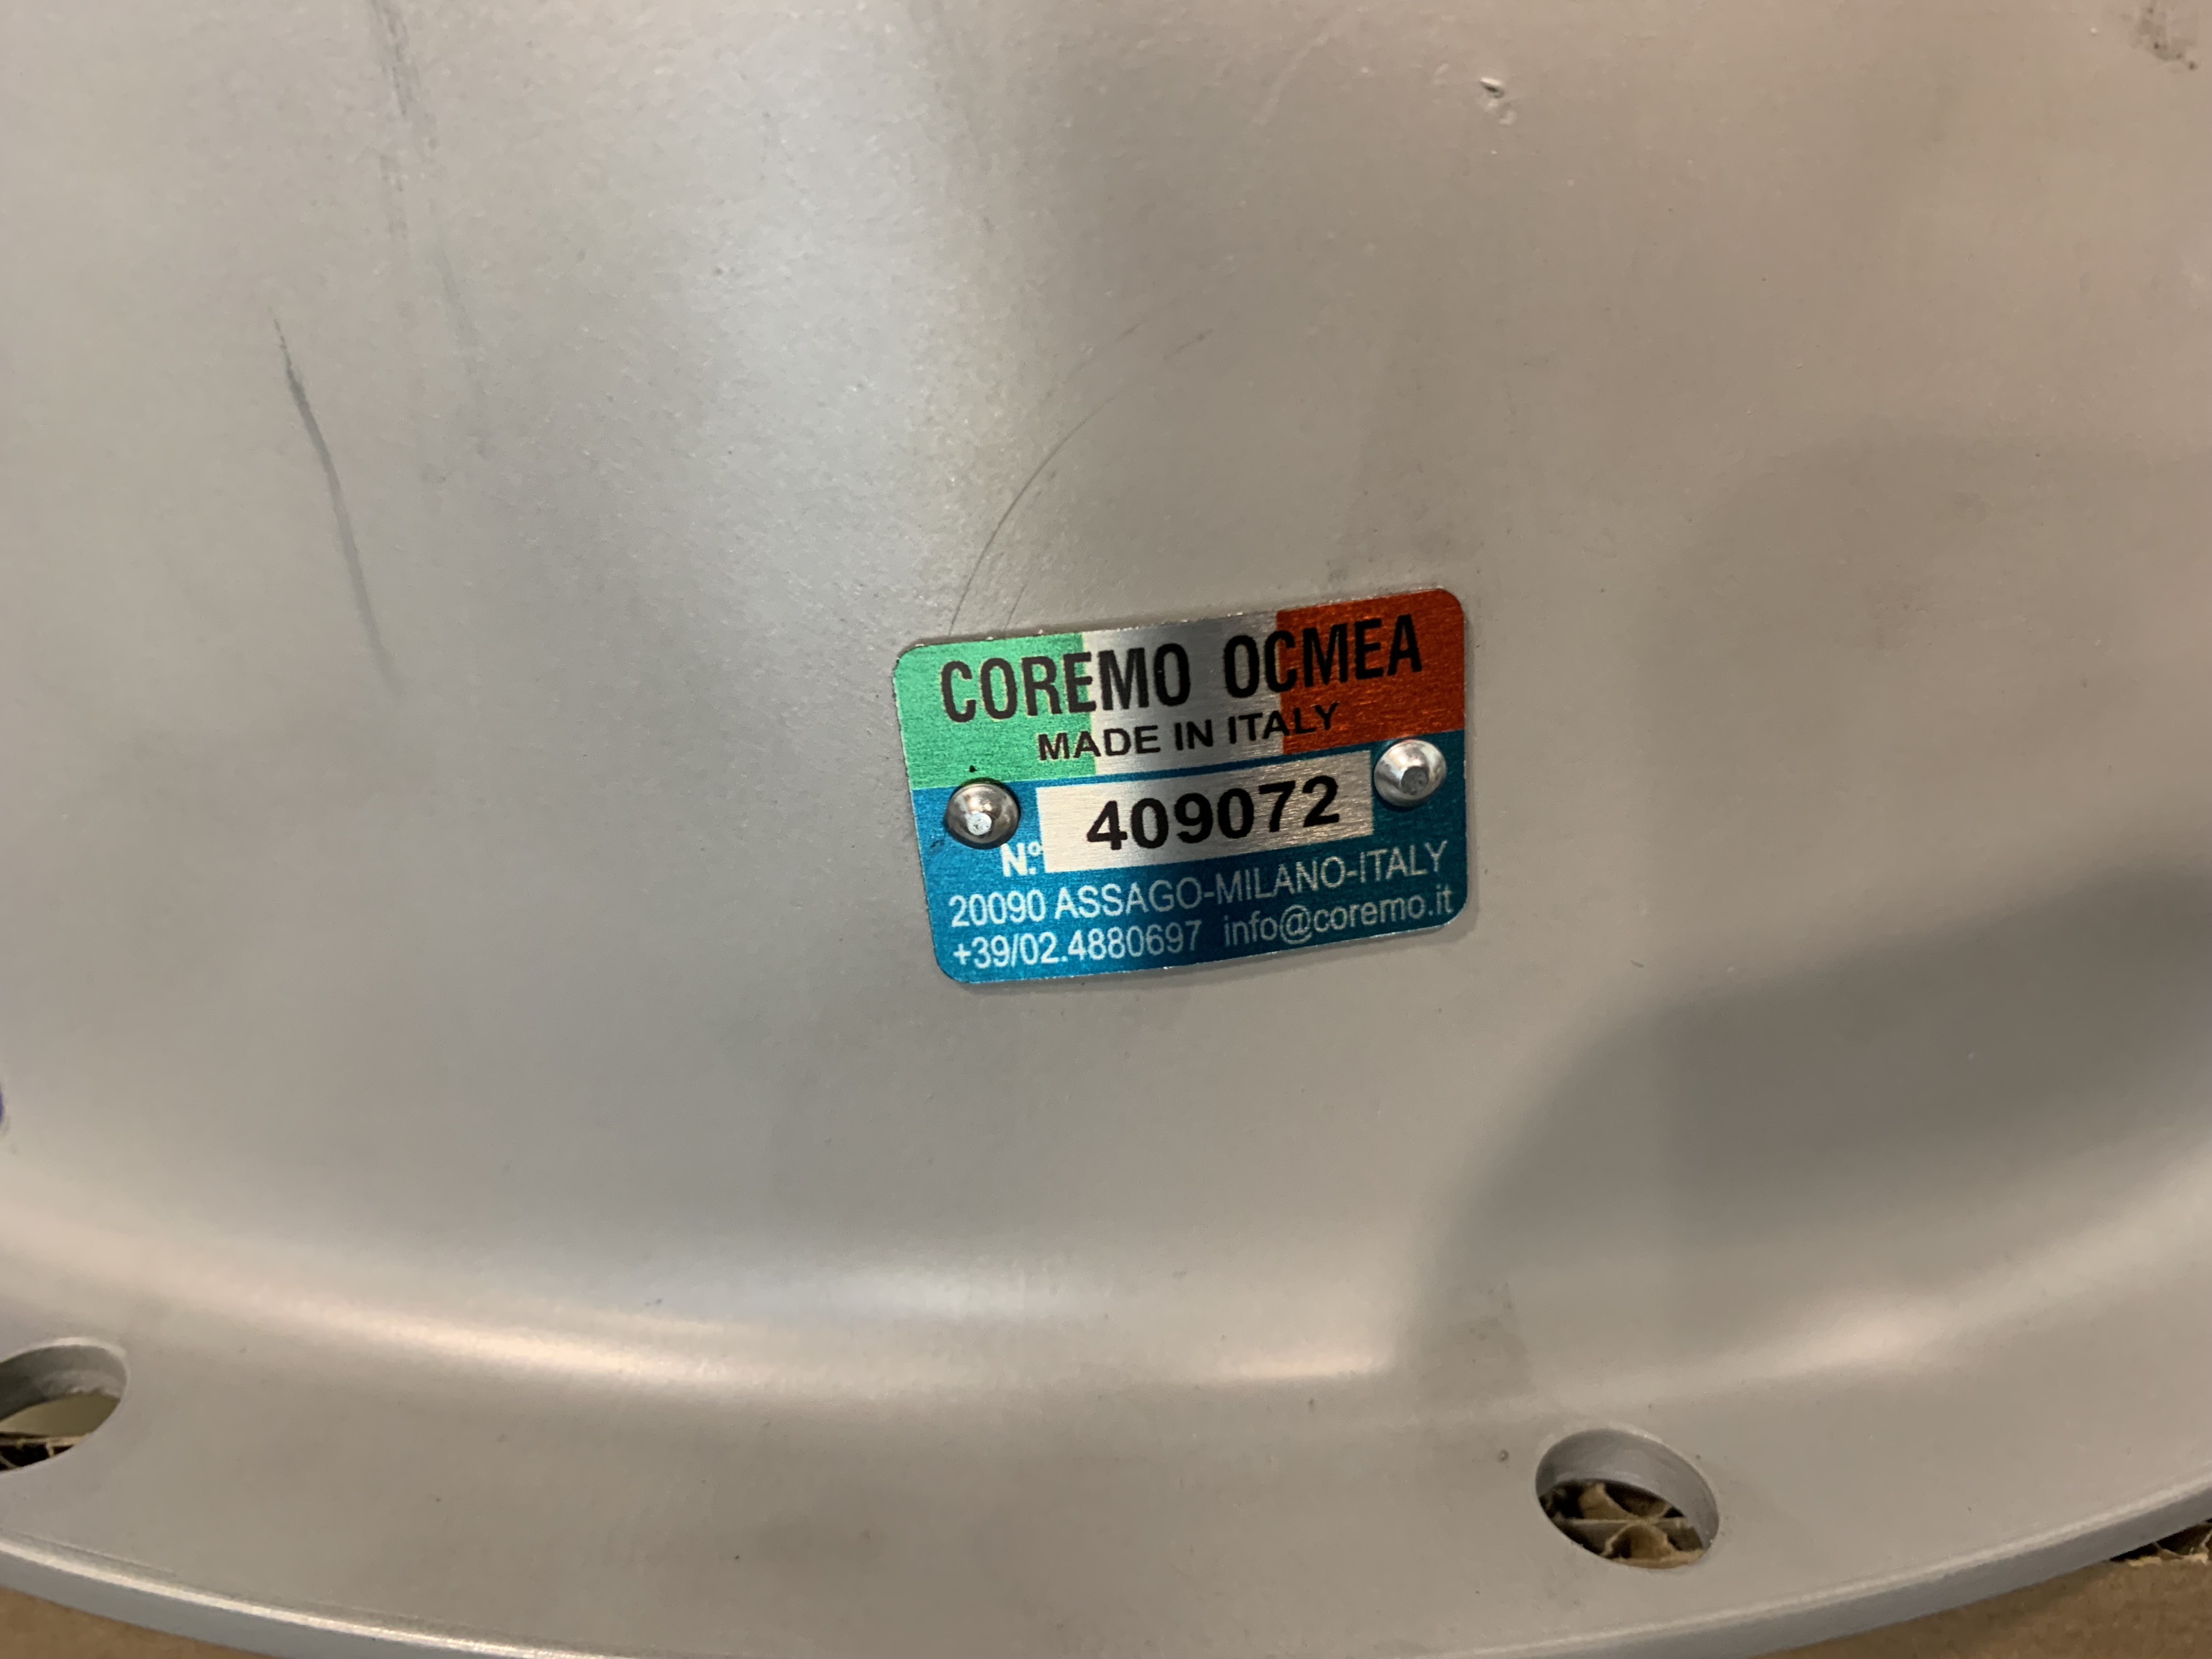 COREMO OCMEA
MADE IN ITALY
N.º 409072
20090 ASSAGO-MILANO-ITALY
+39/02.4880697 info@coremo.it